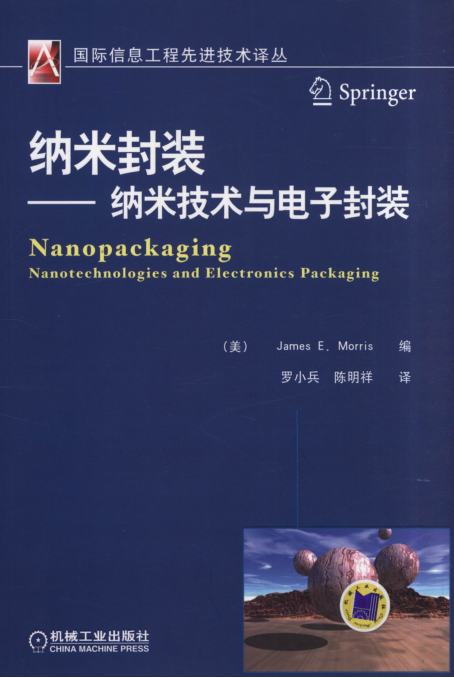 国际信息工程先进技术译丛
Springer
纳米封装
——纳米技术与电子封装
Nanopackaging
Nanotechnologies and Electronics Packaging
（美） James E. Morris 编
罗小兵 陈明祥 译
机械工业出版社
CHINA MACHINE PRESS